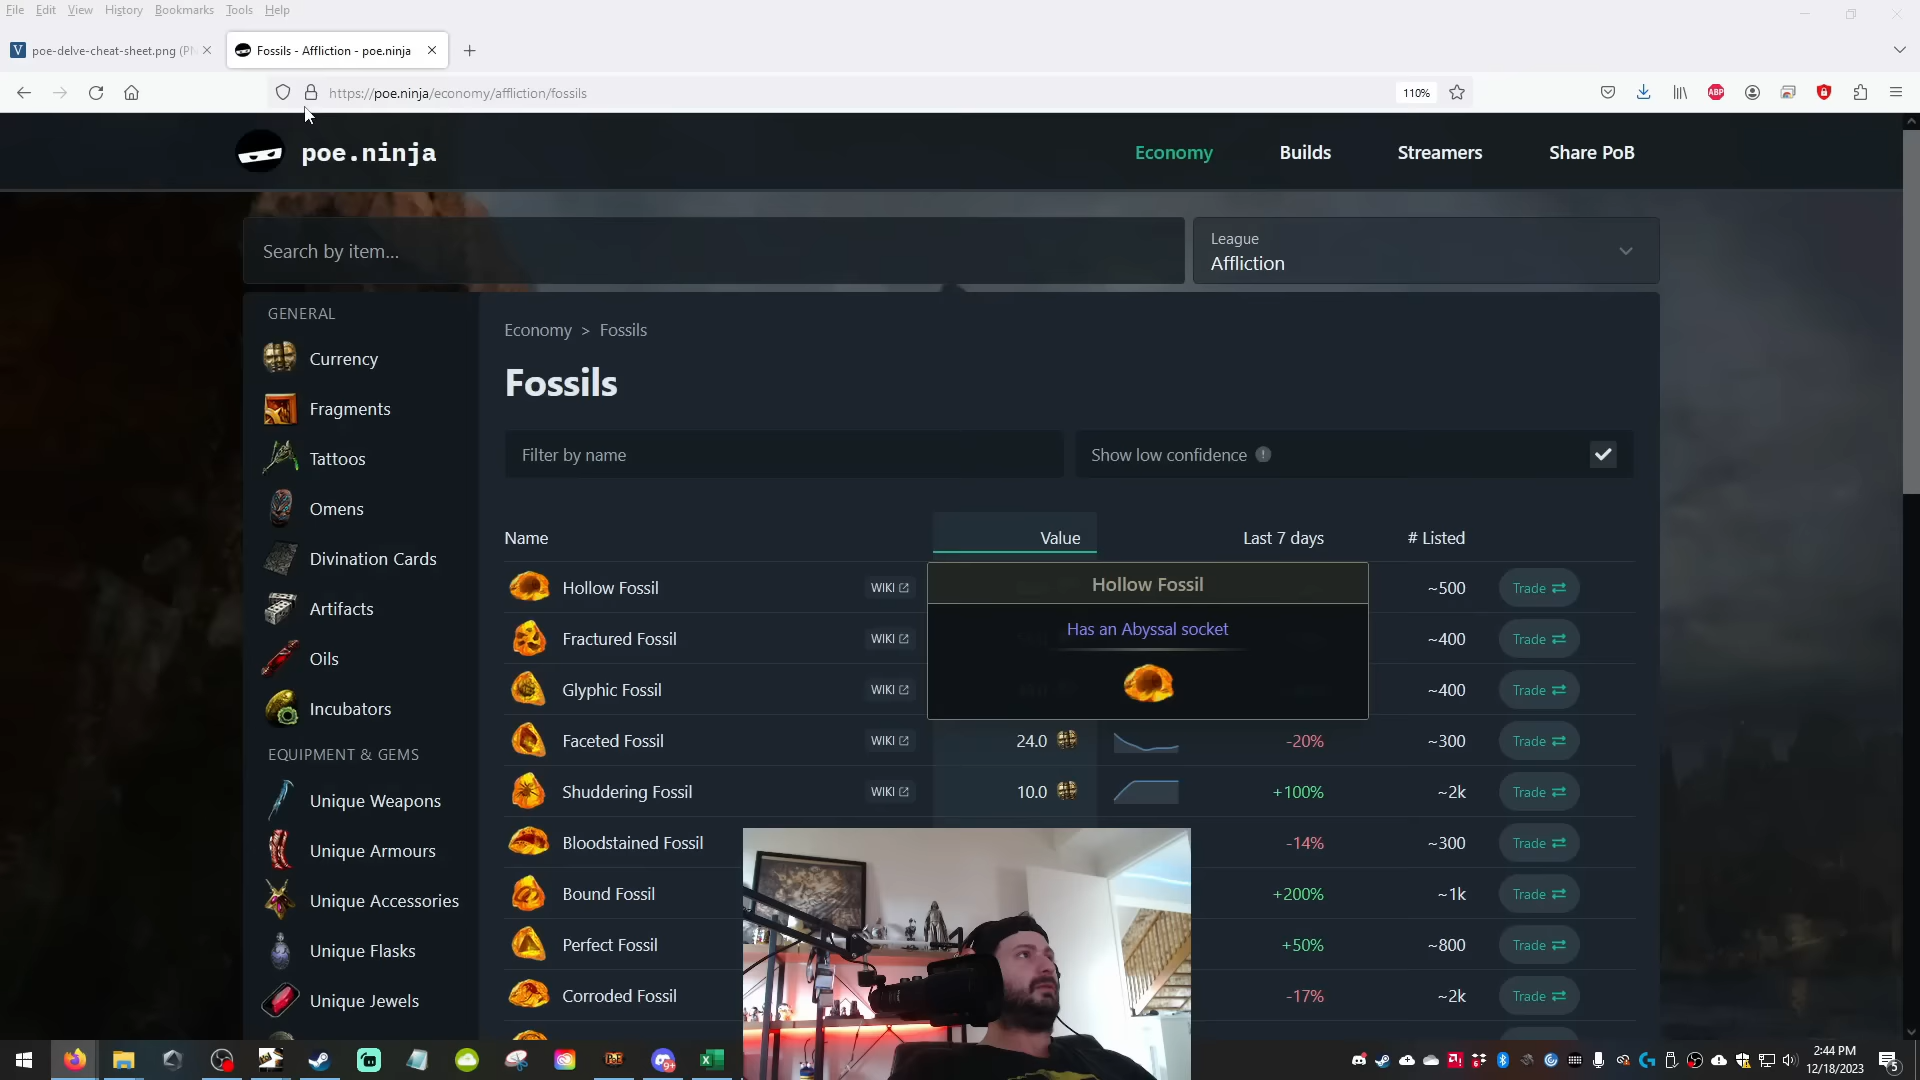 File Edit View History Bookmarks Tools Help
poe-delve-cheat-sheet.png (PN
Fossils - Affliction - poe.ninja
https://poe.ninja/economy/affliction/fossils
110%
poe.ninja
Economy Builds Streamers Share PoB
Search by item...
League
Affliction
GENERAL
Currency
Fragments
Tattoos
Omens
Divination Cards
Artifacts
Oils
Incubators
EQUIPMENT & GEMS
Unique Weapons
Unique Armours
Unique Accessories
Unique Flasks
Unique Jewels
Economy > Fossils
Fossils
Filter by name
Show low confidence
Name Value Last 7 days # Listed
Hollow Fossil WIKI ~500 Trade
Fractured Fossil WIKI ~400 Trade
Glyphic Fossil WIKI ~400 Trade
Hollow Fossil
Has an Abyssal socket
Faceted Fossil WIKI 24.0 -20% ~300 Trade
Shuddering Fossil WIKI 10.0 +100% ~2k Trade
Bloodstained Fossil -14% ~300 Trade
Bound Fossil +200% ~1k Trade
Perfect Fossil +50% ~800 Trade
Corroded Fossil -17% ~2k Trade
2:44 PM
12/18/2023